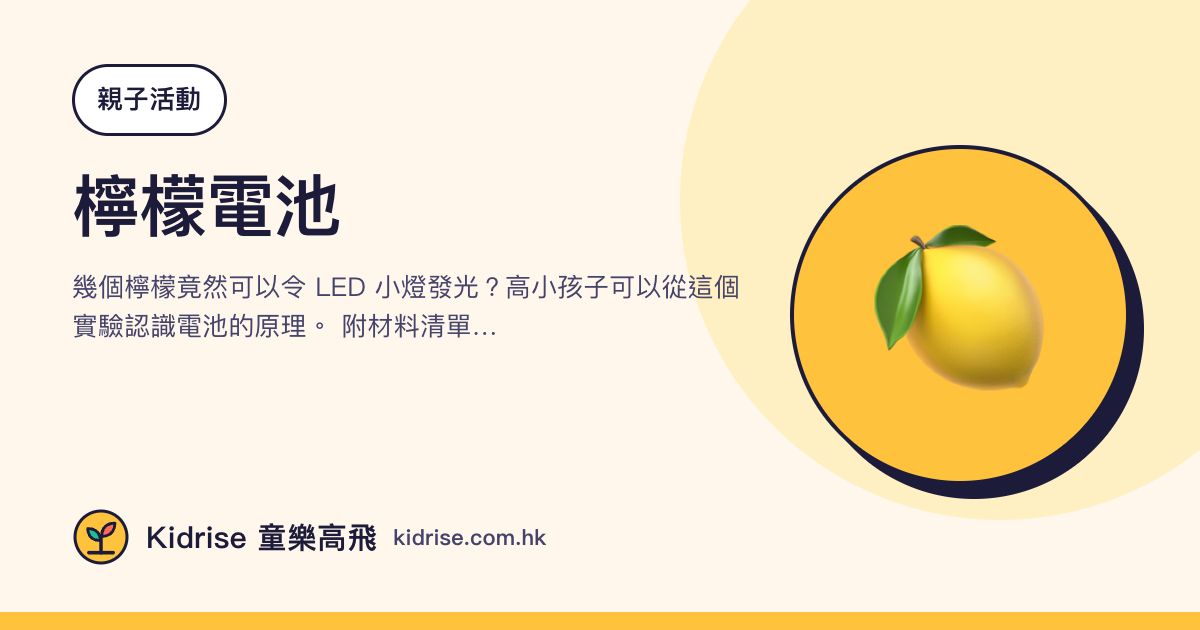 親子活動
檸檬電池
幾個檸檬竟然可以令 LED 小燈發光？高小孩子可以從這個
實驗認識電池的原理。 附材料清單…
Kidrise 童樂高飛 kidrise.com.hk